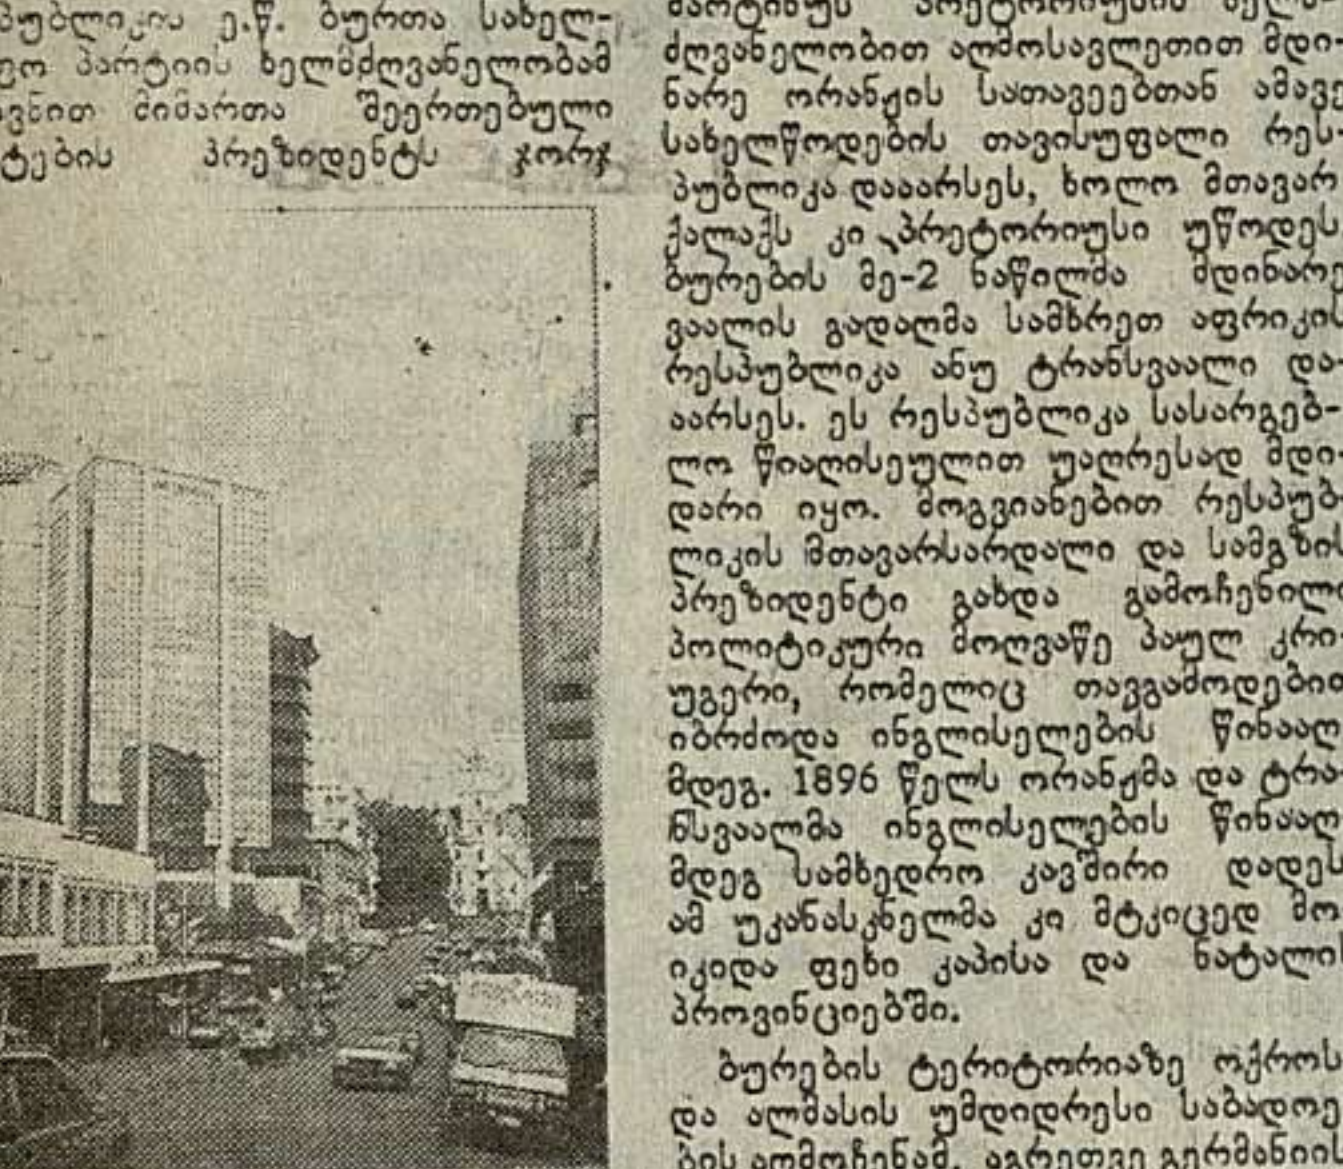 ე.წ. ბურთა სახელ-
პარტიის ხელმძღვანელობამ
მიმართა შეერთებული
ტების პრეზიდენტს ჯორჯ
ძღვანელობით აღმოსავლეთით მდი-
ნარე ორანჟის სათავეებთან ამავე
სახელწოდების თავისუფალი რეს-
პუბლიკა დააარსეს, ხოლო მთავარ
ქალაქს კი პრეტორიუსი უწოდეს
ბურების მე-2 ნაწილმა მდინარე
ვაალის გადაღმა სამხრეთ აფრიკის
რესპუბლიკა ანუ ტრანსვაალი და-
აარსეს. ეს რესპუბლიკა სასარგებ-
ლო წიაღისეულით უაღრესად მდი-
დარი იყო. მოგვიანებით რესპუბ-
ლიკის მთავარსარდალი და სამგზის
პრეზიდენტი გახდა გამოჩენილი
პოლიტიკური მოღვაწე პაულ კრი-
უგერი, რომელიც თავგამოდებით
იბრძოდა ინგლისელების წინააღ
მდეგ. 1896 წელს ორანჟმა და ტრა-
ნსვაალმა ინგლისელების წინააღ
მდეგ სამხედრო კავშირი დადეს
ამ უკანასკნელმა კი მტკიცედ მო
იკიდა ფეხი კაპისა და ნატალის
პროვინციებში.
ბურების ტერიტორიაზე ოქროს
და ალმასის უმდიდრესი საბადოე
ბის აღმოჩენამ, აგრეთვე გერმანიის